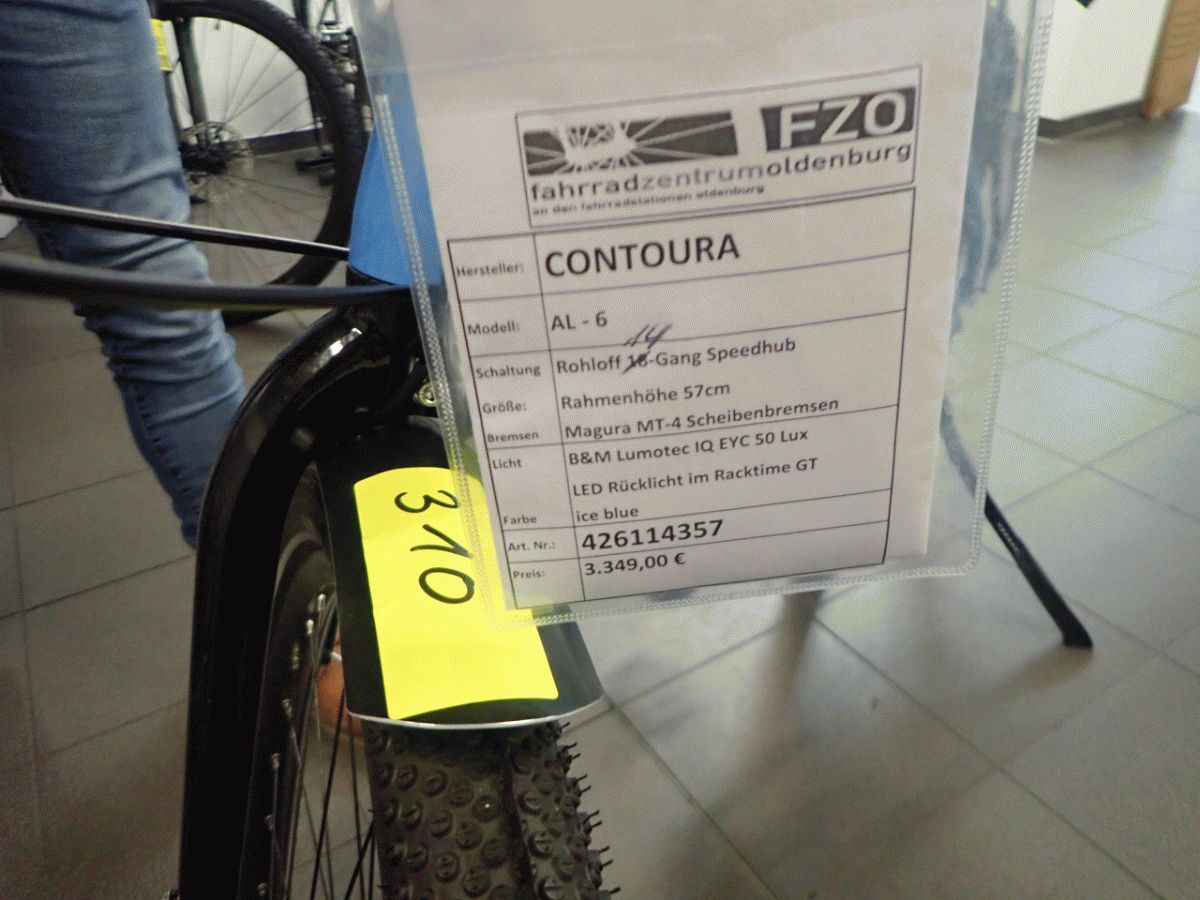 FZO
fahrradzentrumoldenburg
an den fahrradstationen oldenburg
Hersteller: CONTOURA
Modell: AL - 6
14
Schaltung Rohloff 18-Gang Speedhub
Größe: Rahmenhöhe 57cm
Bremsen Magura MT-4 Scheibenbremsen
Licht B&M Lumotec IQ EYC 50 Lux
LED Rücklicht im Racktime GT
Farbe ice blue
Art. Nr.: 426114357
Preis: 3.349,00 €
310